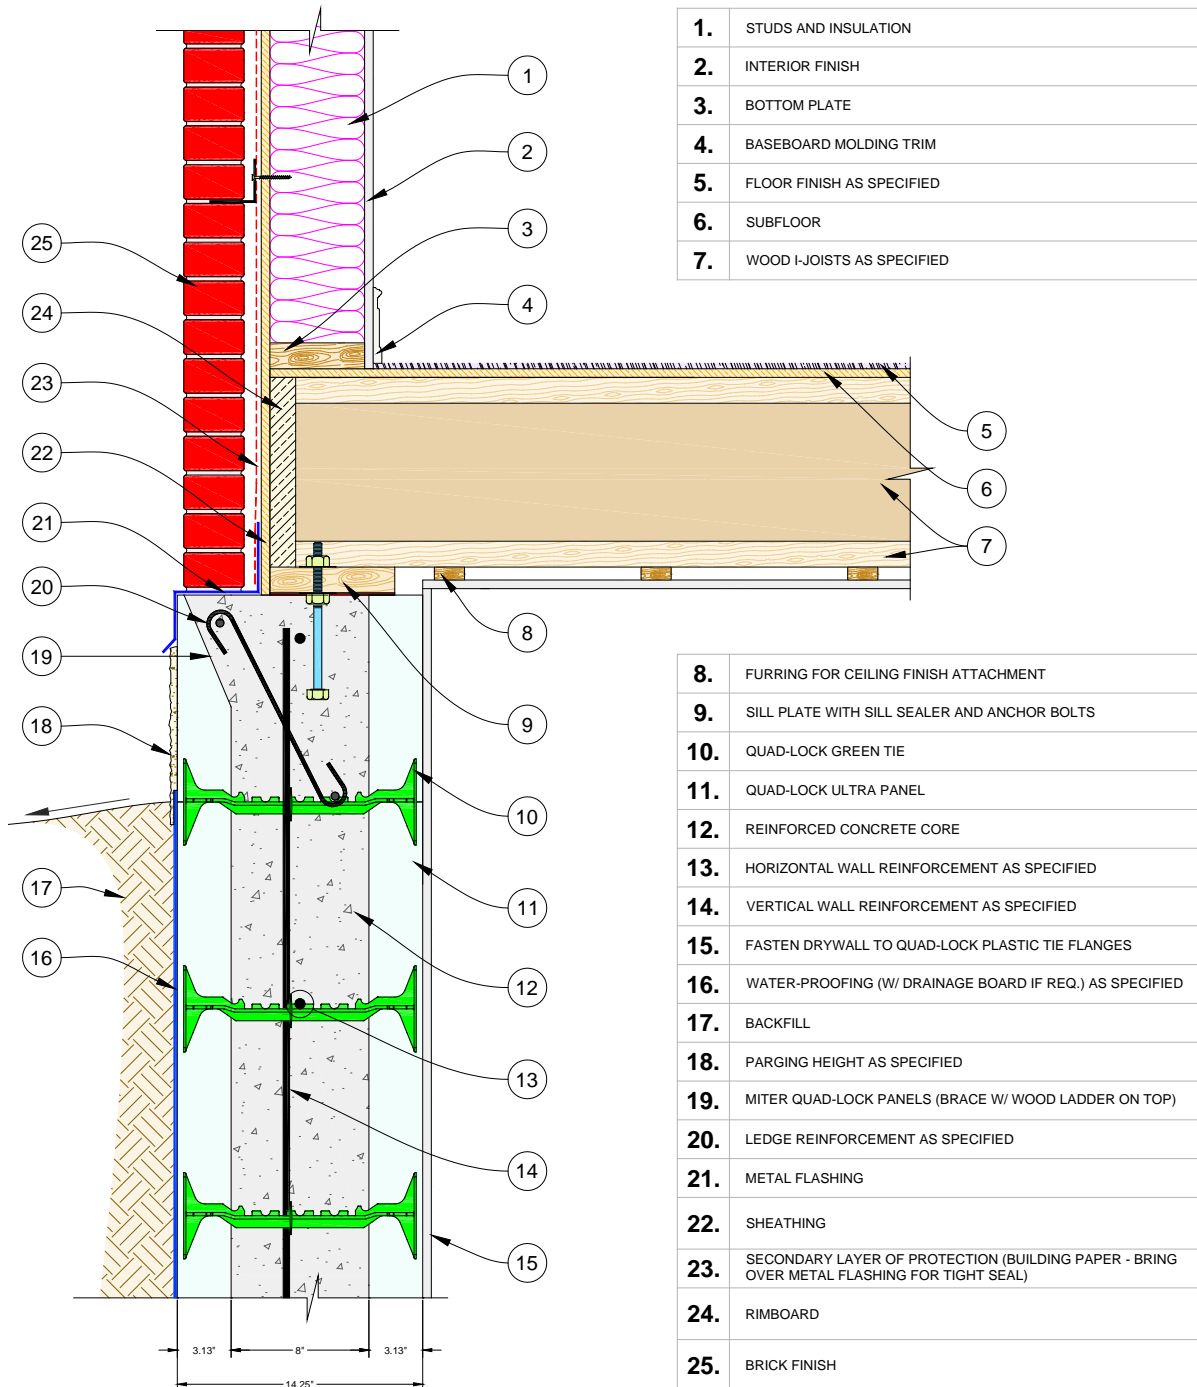 1. STUDS AND INSULATION
2. INTERIOR FINISH
3. BOTTOM PLATE
4. BASEBOARD MOLDING TRIM
5. FLOOR FINISH AS SPECIFIED
6. SUBFLOOR
7. WOOD I-JOISTS AS SPECIFIED
1
2
3
4
5
6
7
8
9
10
11
12
13
14
15
25
24
23
22
21
20
19
18
17
16
8. FURRING FOR CEILING FINISH ATTACHMENT
9. SILL PLATE WITH SILL SEALER AND ANCHOR BOLTS
10. QUAD-LOCK GREEN TIE
11. QUAD-LOCK ULTRA PANEL
12. REINFORCED CONCRETE CORE
13. HORIZONTAL WALL REINFORCEMENT AS SPECIFIED
14. VERTICAL WALL REINFORCEMENT AS SPECIFIED
15. FASTEN DRYWALL TO QUAD-LOCK PLASTIC TIE FLANGES
16. WATER-PROOFING (W/ DRAINAGE BOARD IF REQ.) AS SPECIFIED
17. BACKFILL
18. PARGING HEIGHT AS SPECIFIED
19. MITER QUAD-LOCK PANELS (BRACE W/ WOOD LADDER ON TOP)
20. LEDGE REINFORCEMENT AS SPECIFIED
21. METAL FLASHING
22. SHEATHING
23. SECONDARY LAYER OF PROTECTION (BUILDING PAPER - BRING
OVER METAL FLASHING FOR TIGHT SEAL)
24. RIMBOARD
25. BRICK FINISH
3.13" 8" 3.13"
14.25"